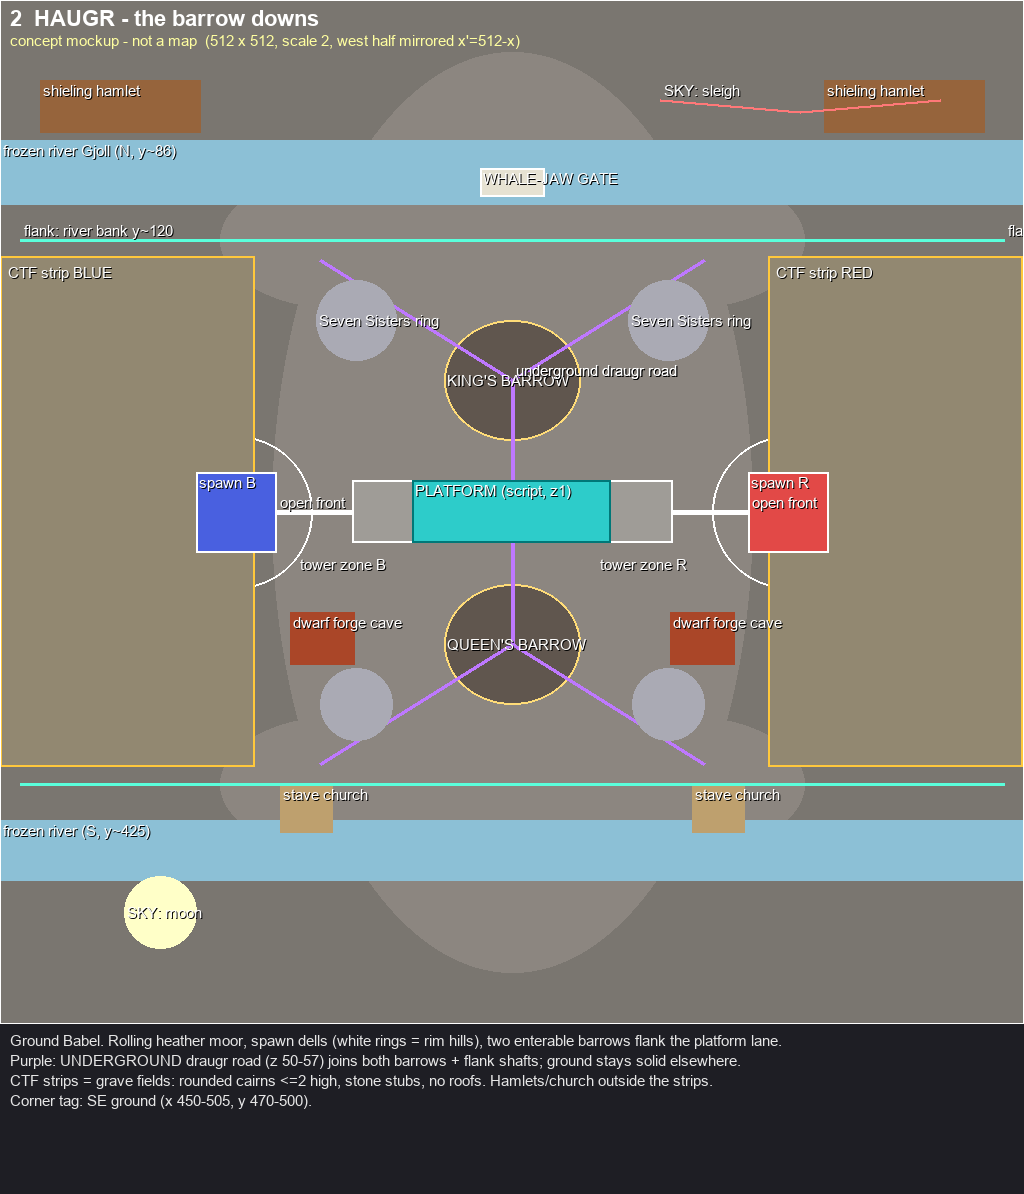 2 HAUGR - the barrow downs
concept mockup - not a map (512 x 512, scale 2, west half mirrored x'=512-x)
shieling hamlet
SKY: sleigh
shieling hamlet
frozen river Gjoll (N, y~86)
WHALE-JAW GATE
flank: river bank y~120
fla
CTF strip BLUE
CTF strip RED
Seven Sisters ring
Seven Sisters ring
underground draugr road
KING'S BARROW
spawn B
PLATFORM (script, z1)
spawn R
open front
open front
tower zone B
tower zone R
dwarf forge cave
dwarf forge cave
QUEEN'S BARROW
stave church
stave church
frozen river (S, y~425)
SKY: moon
Ground Babel. Rolling heather moor, spawn dells (white rings = rim hills), two enterable barrows flank the platform lane.
Purple: UNDERGROUND draugr road (z 50-57) joins both barrows + flank shafts; ground stays solid elsewhere.
CTF strips = grave fields: rounded cairns <=2 high, stone stubs, no roofs. Hamlets/church outside the strips.
Corner tag: SE ground (x 450-505, y 470-500).